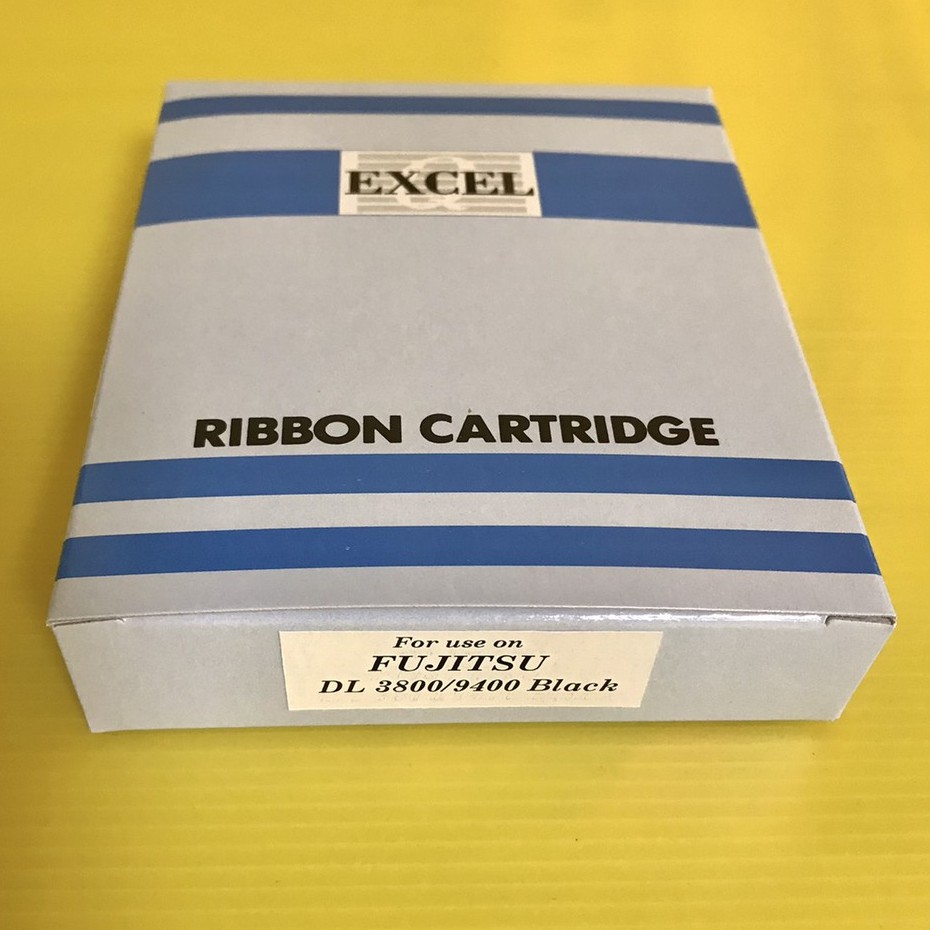 EXCEL
RIBBON CARTRIDGE
For use on
FUJITSU
DL 3800/9400 Black